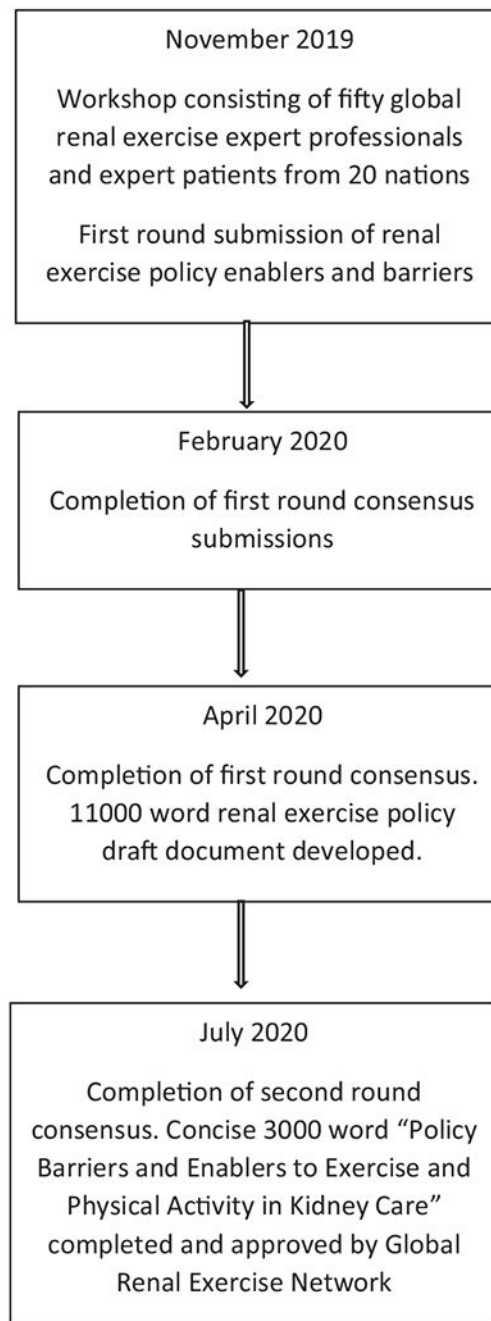 November 2019
Workshop consisting of fifty global
renal exercise expert professionals
and expert patients from 20 nations
First round submission of renal
exercise policy enablers and barriers
February 2020
Completion of first round consensus
submissions
April 2020
Completion of first round consensus.
11000 word renal exercise policy
draft document developed.
July 2020
Completion of second round
consensus. Concise 3000 word “Policy
Barriers and Enablers to Exercise and
Physical Activity in Kidney Care”
completed and approved by Global
Renal Exercise Network